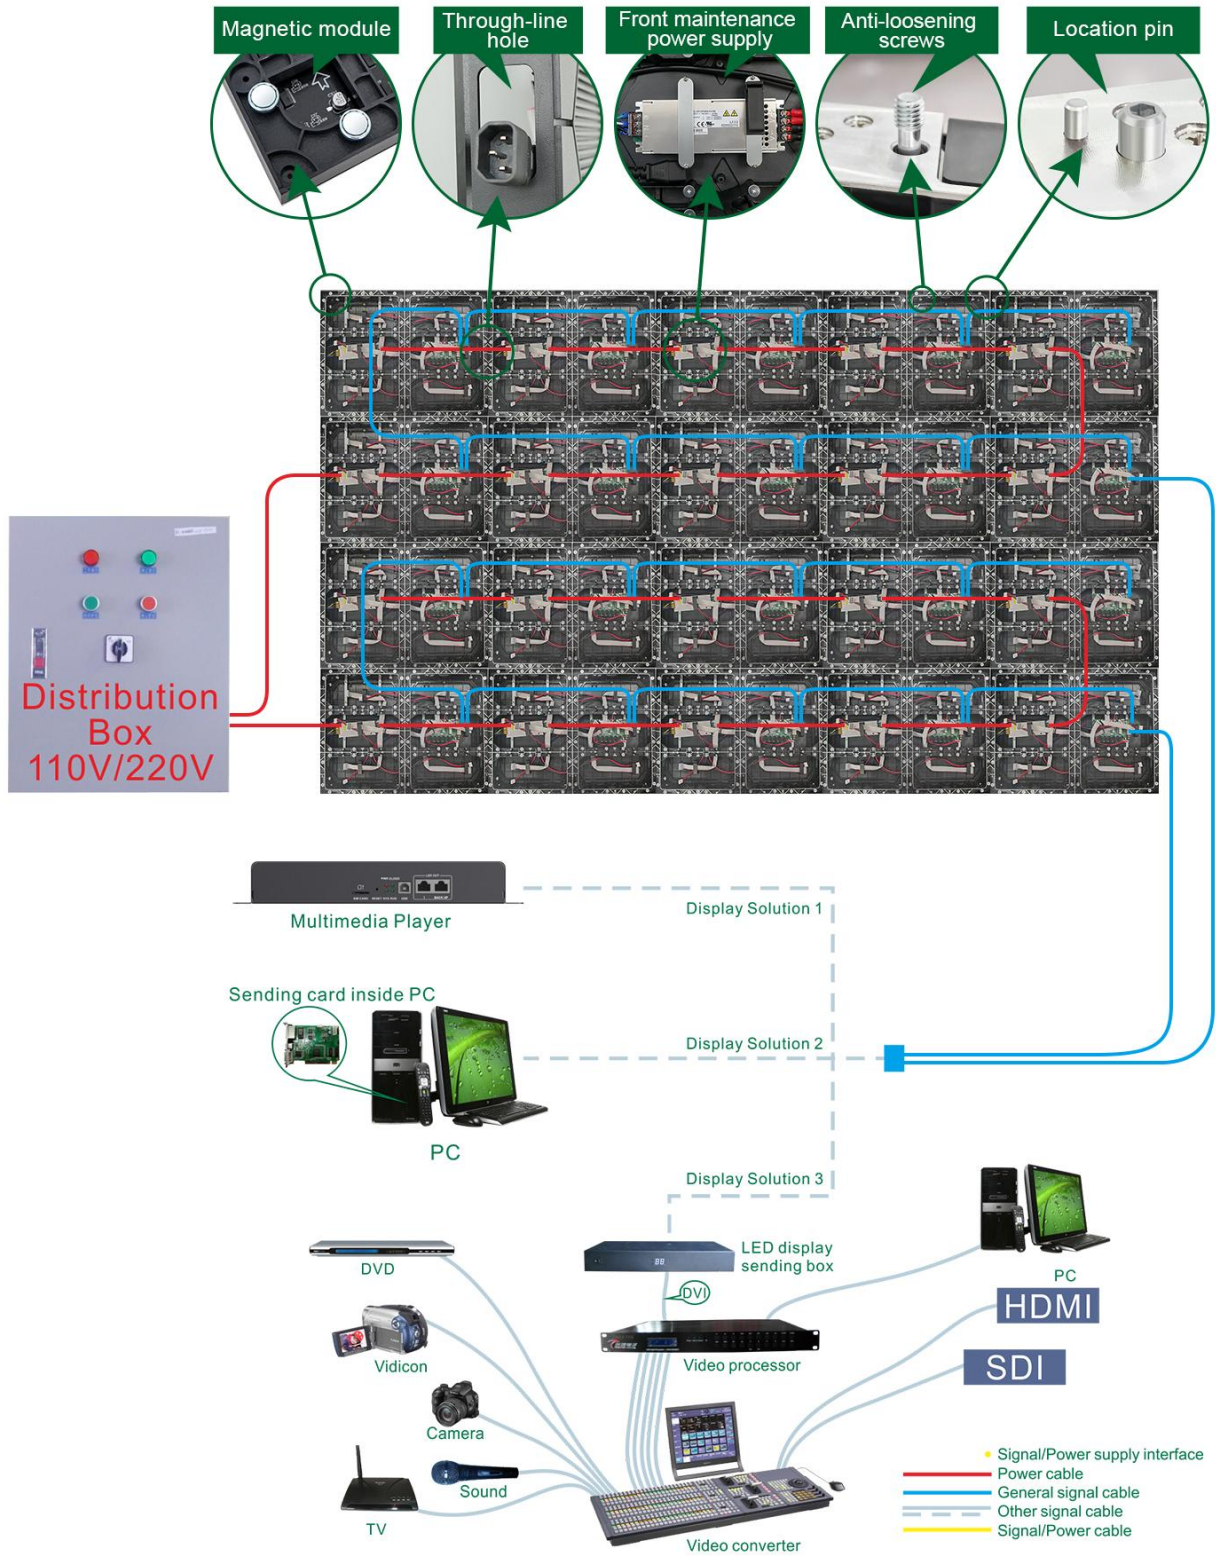 Magnetic module
Through-line
hole
Front maintenance
power supply
Anti-loosening
screws
Location pin
Distribution
Box
110V/220V
Multimedia Player
Display Solution 1
Sending card inside PC
Display Solution 2
PC
Display Solution 3
DVD
LED display
sending box
PC
DVI
HDMI
Vidicon
Video processor
SDI
Camera
Sound
TV
Video converter
Signal/Power supply interface
Power cable
General signal cable
Other signal cable
Signal/Power cable